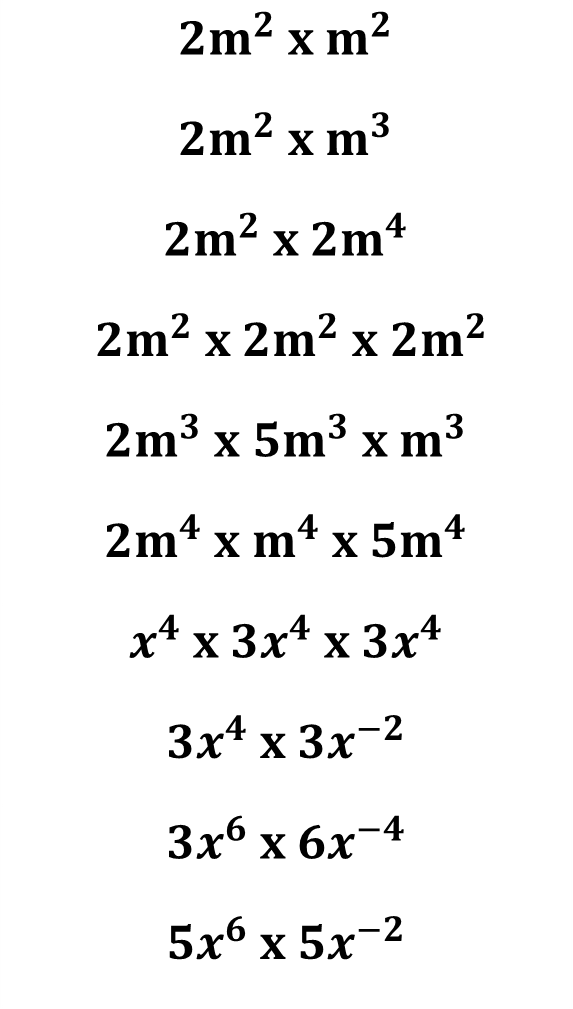 2m² x m²
2m² x m³
2m² x 2m⁴
2m² x 2m² x 2m²
2m³ x 5m³ x m³
2m⁴ x m⁴ x 5m⁴
x⁴ x 3x⁴ x 3x⁴
3x⁴ x 3x⁻²
3x⁶ x 6x⁻⁴
5x⁶ x 5x⁻²